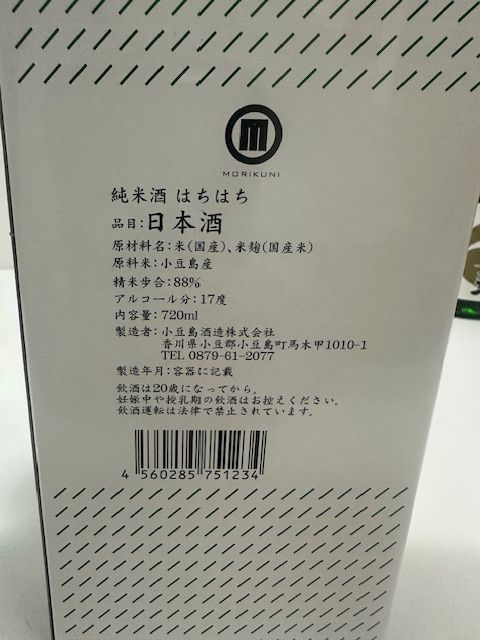 m
MORIKUNI
純米酒 はちはち
品目：日本酒
原材料名：米（国産）、米麹（国産米）
原料米：小豆島産
精米歩合：88%
アルコール分：17度
内容量：720ml
製造者：小豆島酒造株式会社
香川県小豆郡小豆島町馬木甲1010-1
TEL 0879-61-2077
製造年月：容器に記載
飲酒は20歳になってから。
妊娠中や授乳期の飲酒はお控えください。
飲酒運転は法律で禁止されています。
4 560285 751234